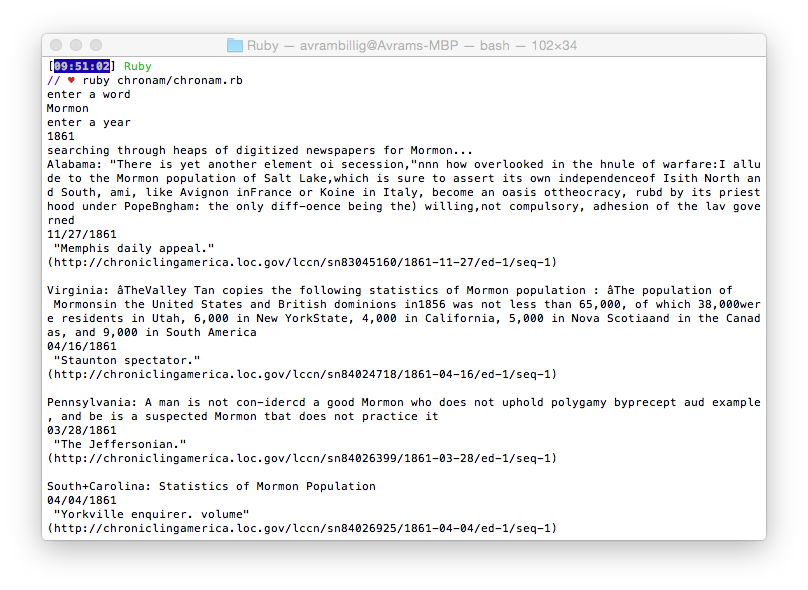 Ruby — avrambillig@Avrams-MBP — bash — 102×34
[09:51:02] Ruby
// ♥ ruby chronam/chronam.rb
enter a word
Mormon
enter a year
1861
searching through heaps of digitized newspapers for Mormon...
Alabama: "There is yet another element oi secession,"nnn how overlooked in the hnule of warfare:I allu
de to the Mormon population of Salt Lake,which is sure to assert its own independenceof Isith North an
d South, ami, like Avignon inFrance or Koine in Italy, become an oasis ottheocracy, rubd by its priest
hood under PopeBngham: the only diff-oence being the) willing,not compulsory, adhesion of the lav gove
rned
11/27/1861
"Memphis daily appeal."
(http://chroniclingamerica.loc.gov/lccn/sn83045160/1861-11-27/ed-1/seq-1)
Virginia: âTheValley Tan copies the following statistics of Mormon population : âThe population of
Mormonsin the United States and British dominions in1856 was not less than 65,000, of which 38,000wer
e residents in Utah, 6,000 in New YorkState, 4,000 in California, 5,000 in Nova Scotiaand in the Canad
as, and 9,000 in South America
04/16/1861
"Staunton spectator."
(http://chroniclingamerica.loc.gov/lccn/sn84024718/1861-04-16/ed-1/seq-1)
Pennsylvania: A man is not con-idercd a good Mormon who does not uphold polygamy byprecept aud example
, and be is a suspected Mormon tbat does not practice it
03/28/1861
"The Jeffersonian."
(http://chroniclingamerica.loc.gov/lccn/sn84026399/1861-03-28/ed-1/seq-1)
South+Carolina: Statistics of Mormon Population
04/04/1861
"Yorkville enquirer. volume"
(http://chroniclingamerica.loc.gov/lccn/sn84026925/1861-04-04/ed-1/seq-1)